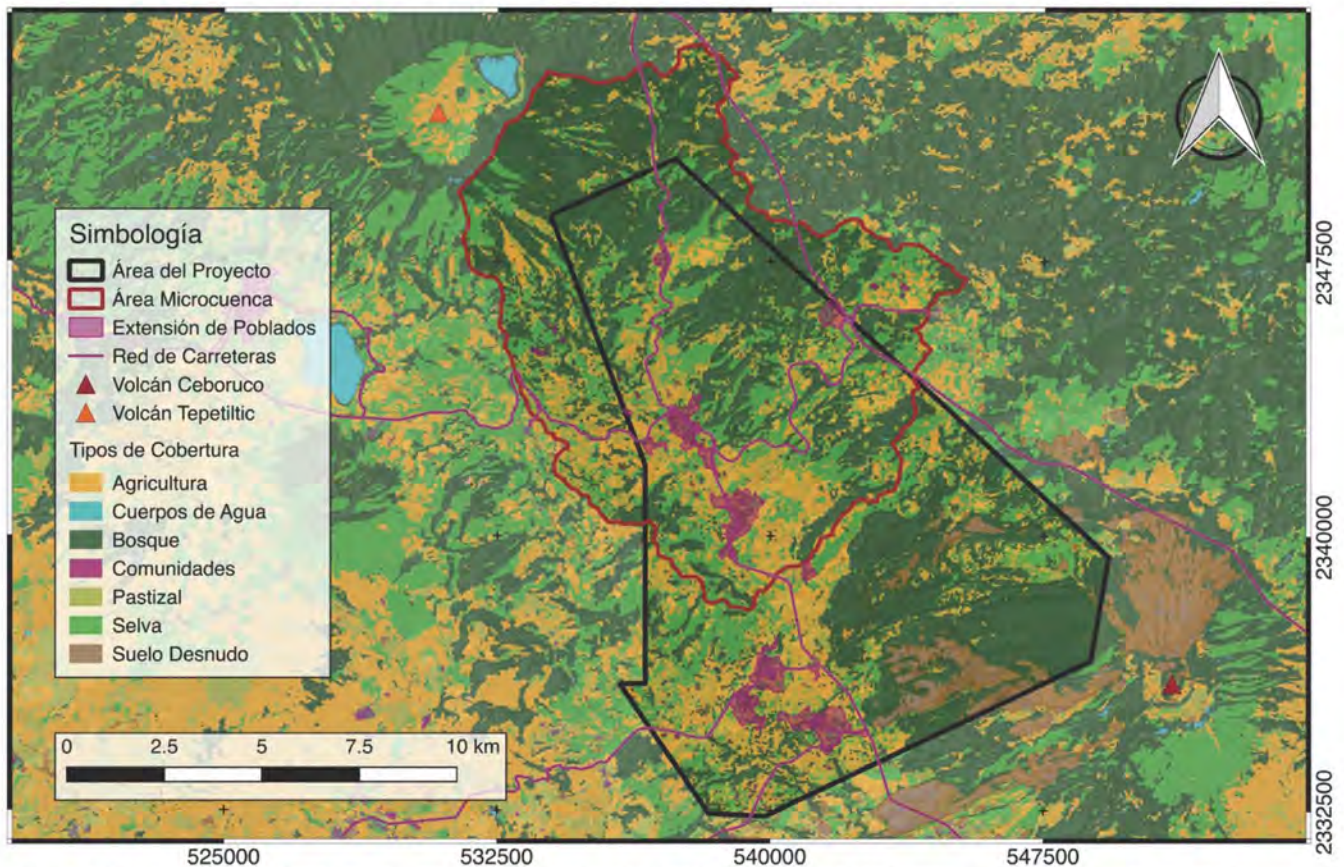 Simbología
Área del Proyecto
Área Microcuenca
Extensión de Poblados
Red de Carreteras
Volcán Ceboruco
Volcán Tepetiltic
Tipos de Cobertura
Agricultura
Cuerpos de Agua
Bosque
Comunidades
Pastizal
Selva
Suelo Desnudo
0 2.5 5 7.5 10 km
2347500
2340000
2332500
525000 532500 540000 547500